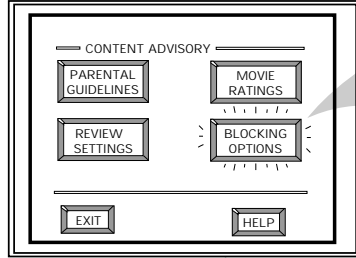 CONTENT ADVISORY
PARENTAL
GUIDELINES
MOVIE
RATINGS
REVIEW
SETTINGS
BLOCKING
OPTIONS
EXIT
HELP